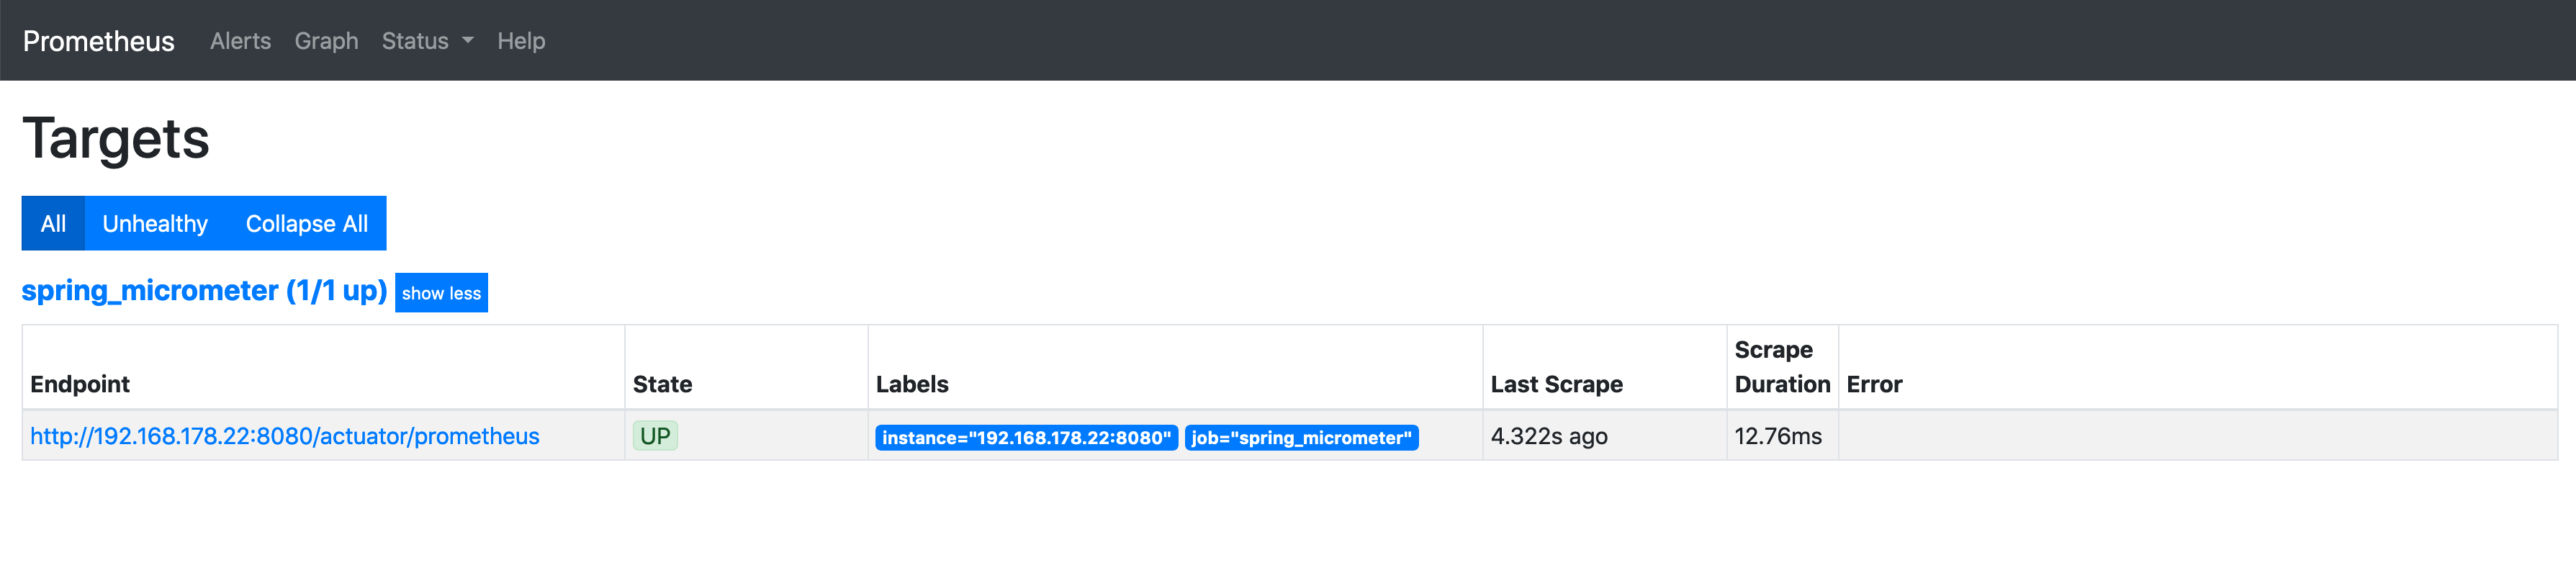 Prometheus Alerts Graph Status Help
Targets
All Unhealthy Collapse All
spring_micrometer (1/1 up) show less
Endpoint State Labels Last Scrape Scrape Duration Error
http://192.168.178.22:8080/actuator/prometheus UP instance="192.168.178.22:8080" job="spring_micrometer" 4.322s ago 12.76ms